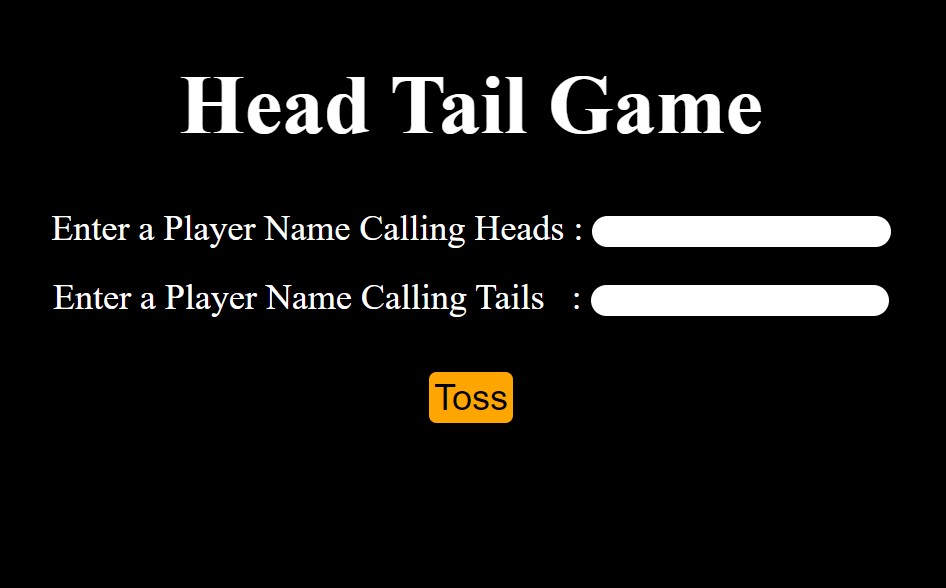 Head Tail Game
Enter a Player Name Calling Heads :
Enter a Player Name Calling Tails :
Toss